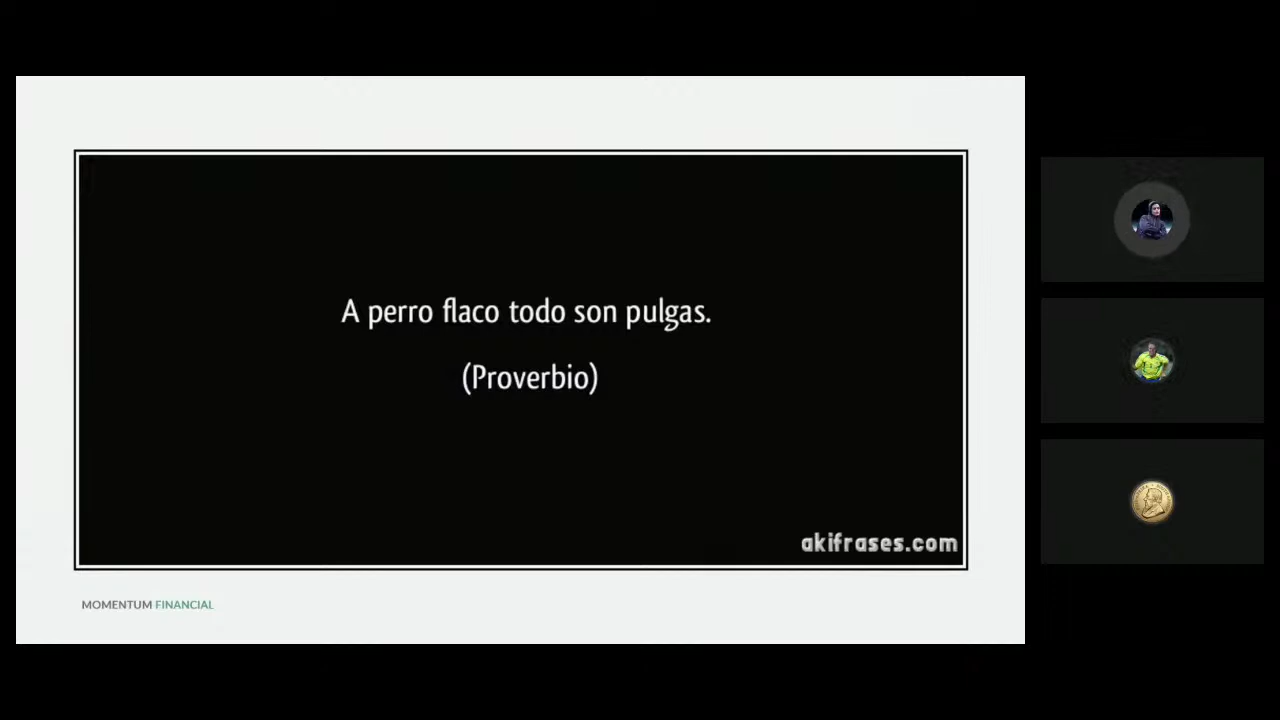 A perro flaco todo son pulgas.
(Proverbio)
akifrases.com
MOMENTUM FINANCIAL